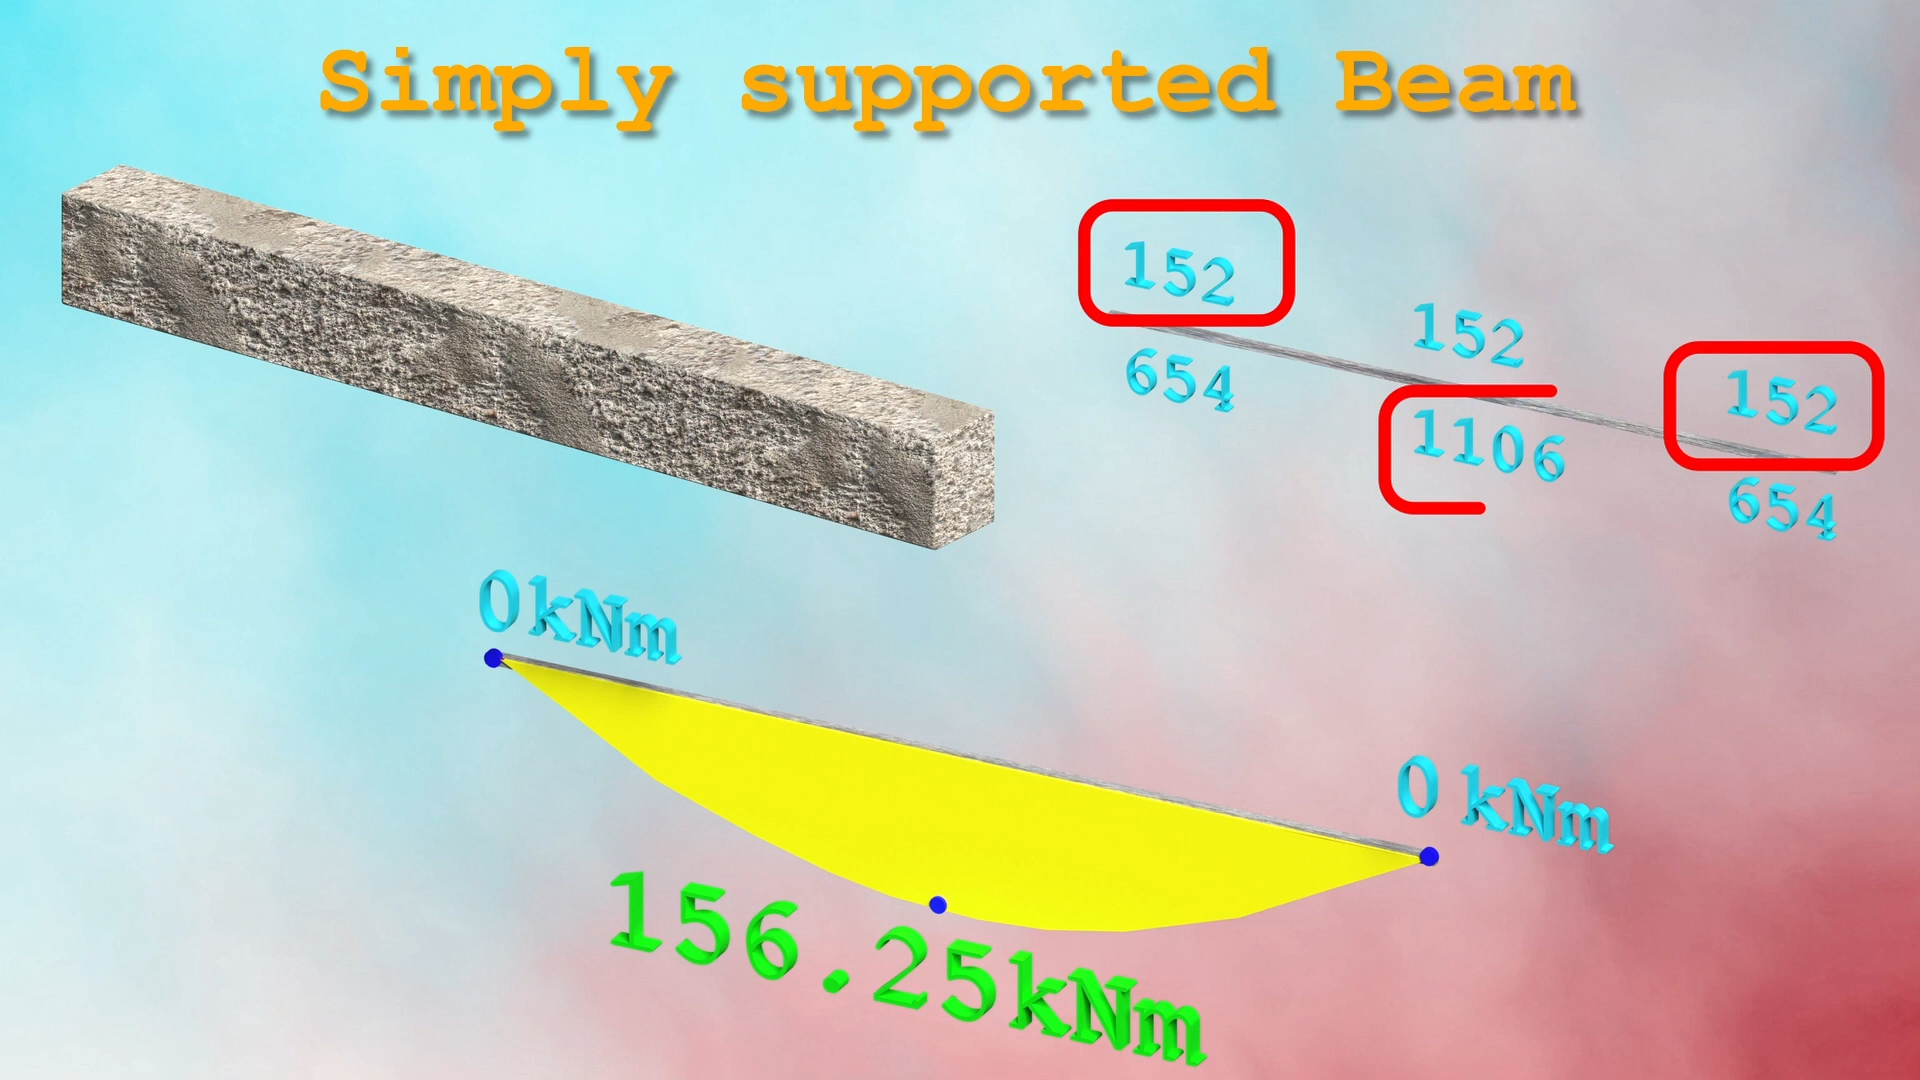 Simply supported Beam
152 152 152
654 1106 654
0kNm
0 kNm
156.25kNm